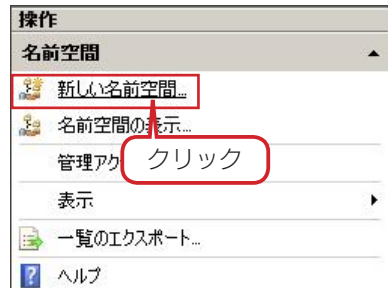 操作
名前空間
新しい名前空間...
名前空間の表示...
管理アク
クリック
表示
一覧のエクスポート...
ヘルプ